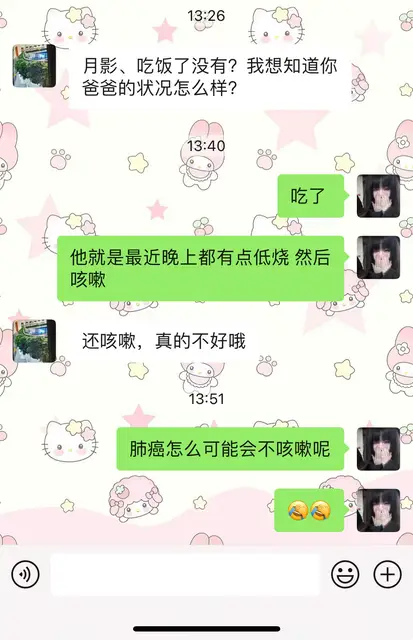 13:26
月影、吃饭了没有？我想知道你
爸爸的状况怎么样？
13:40
吃了
他就是最近晚上都有点低烧 然后
咳嗽
还咳嗽，真的不好哦
13:51
肺癌怎么可能会不咳嗽呢